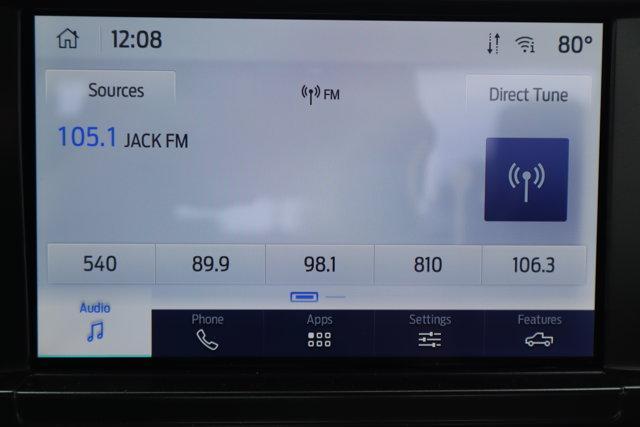 12:08 80°
Sources FM Direct Tune
105.1 JACK FM
540 89.9 98.1 810 106.3
Audio Phone Apps Settings Features